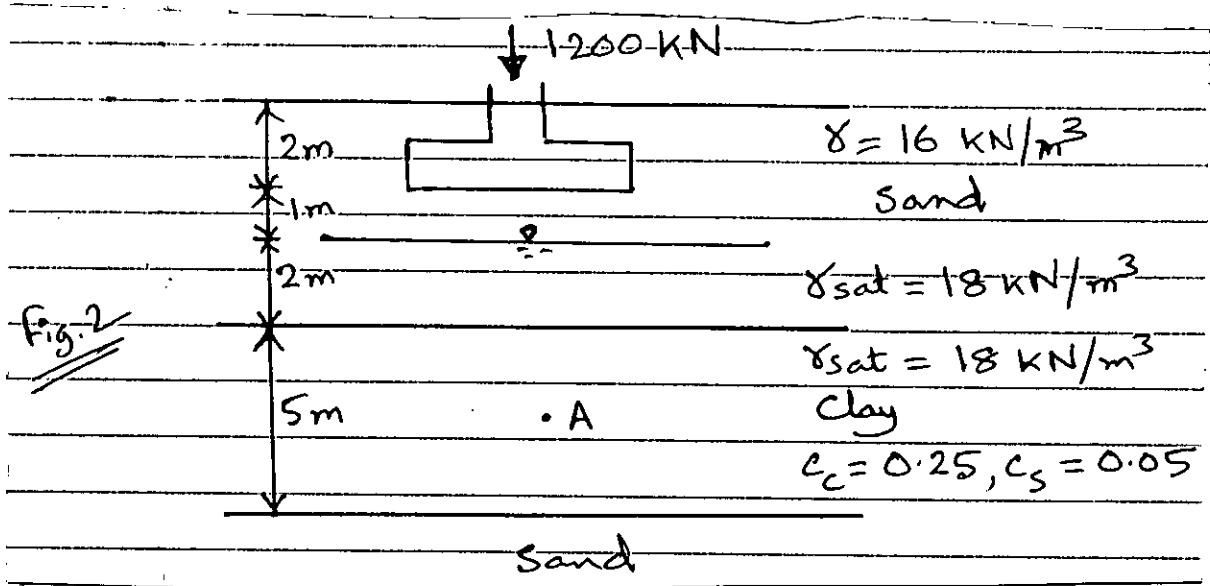 1200 KN
2m
γ = 16 KN/m³
Sand
1m
2m
γsat = 18 KN/m³
Fig. 2
γsat = 18 KN/m³
5m
• A
Clay
Cc = 0.25, Cs = 0.05
Sand